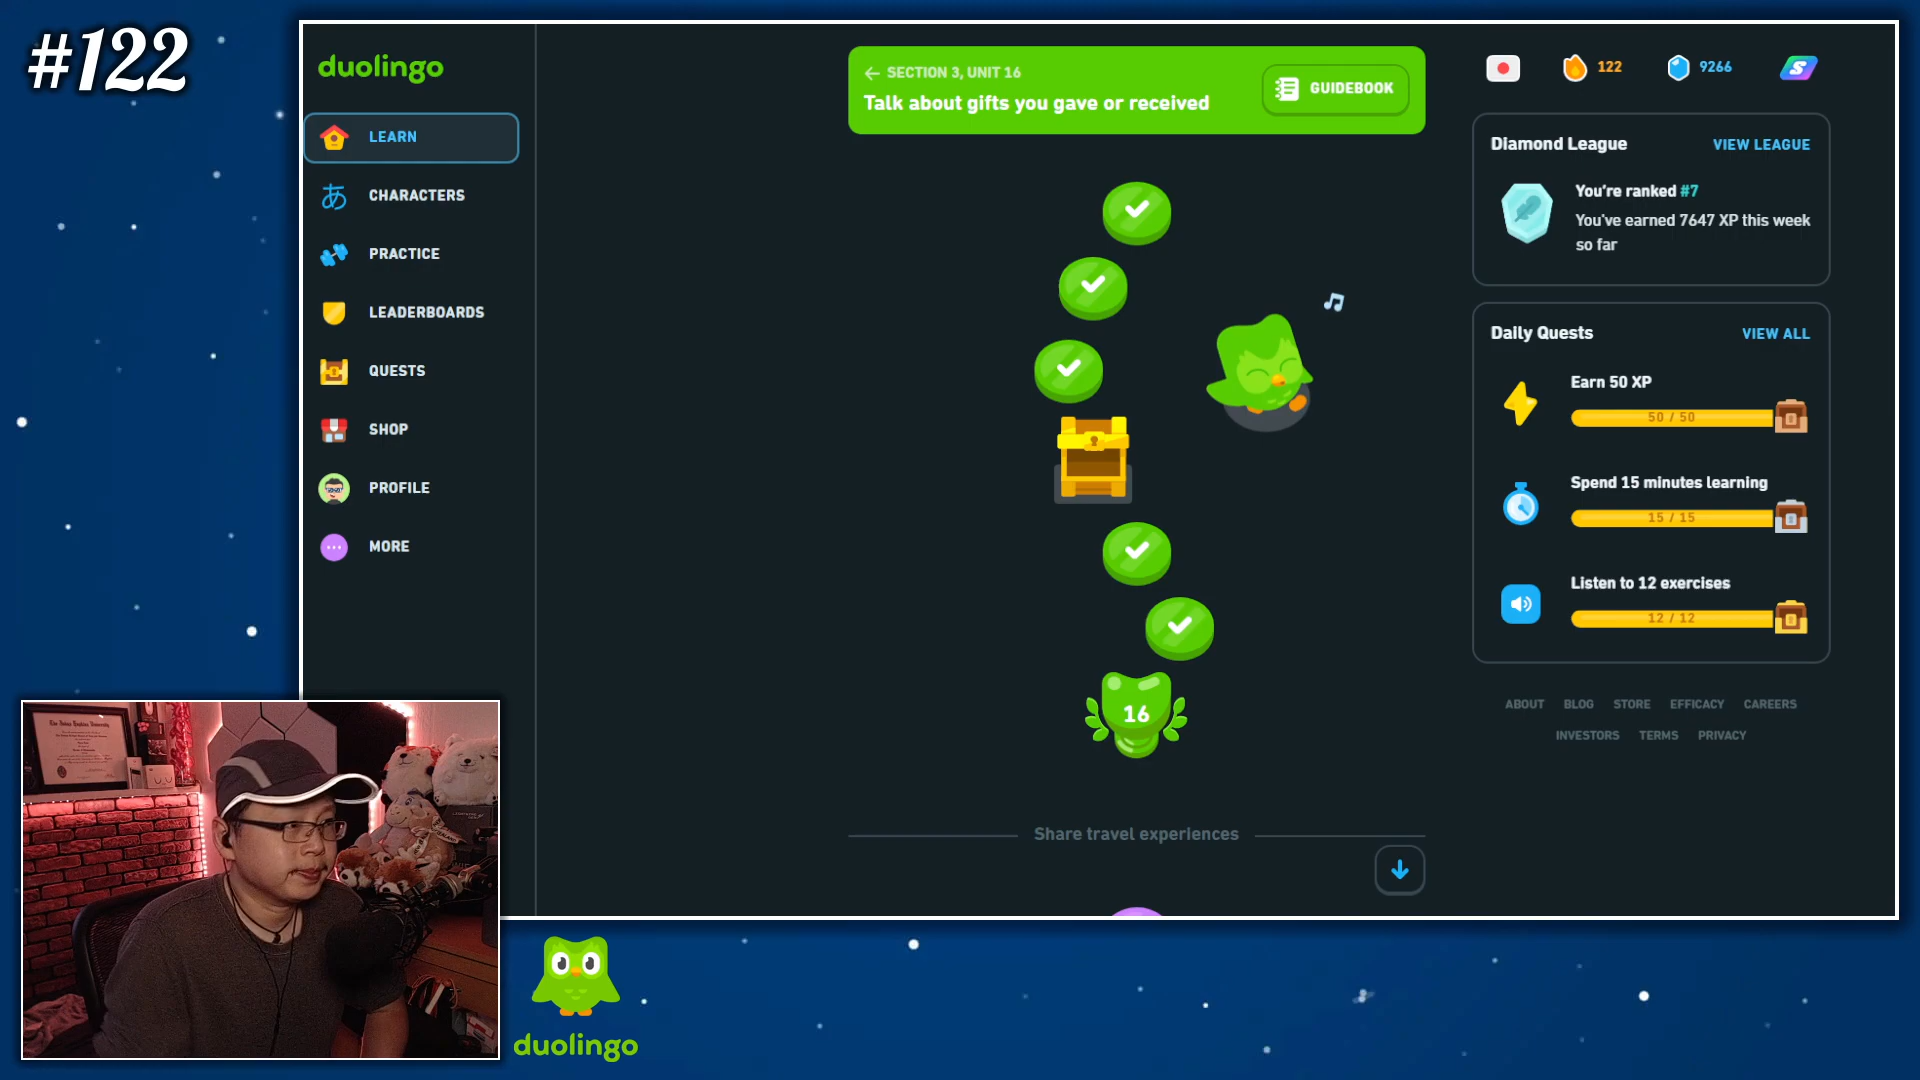 #122
duolingo
LEARN
あ
CHARACTERS
PRACTICE
LEADERBOARDS
QUESTS
SHOP
PROFILE
MORE
SECTION 3, UNIT 16
Talk about gifts you gave or received
GUIDEBOOK
16
Share travel experiences
122
9266
S
Diamond League
VIEW LEAGUE
You're ranked #7
You've earned 7647 XP this week
so far
Daily Quests
VIEW ALL
Earn 50 XP
50 / 50
Spend 15 minutes learning
15 / 15
Listen to 12 exercises
12 / 12
ABOUT BLOG STORE EFFICACY CAREERS
INVESTORS TERMS PRIVACY
duolingo